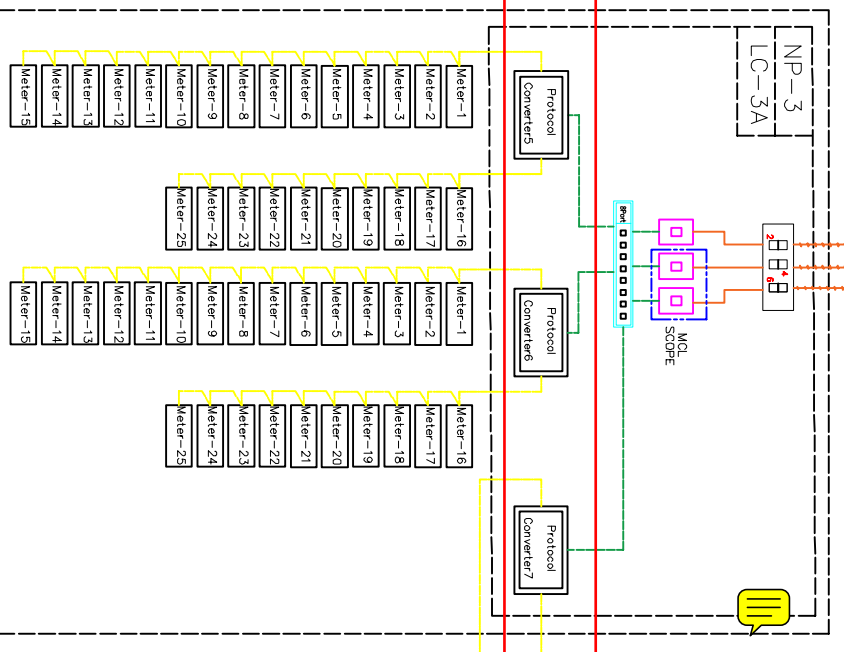 NP-3
LC-3A
2
4
6
MCL
SCOPE
8Port
Protocol
Converter5
Meter-1
Meter-2
Meter-3
Meter-4
Meter-5
Meter-6
Meter-7
Meter-8
Meter-9
Meter-10
Meter-11
Meter-12
Meter-13
Meter-14
Meter-15
Meter-16
Meter-17
Meter-18
Meter-19
Meter-20
Meter-21
Meter-22
Meter-23
Meter-24
Meter-25
Protocol
Converter6
Meter-1
Meter-2
Meter-3
Meter-4
Meter-5
Meter-6
Meter-7
Meter-8
Meter-9
Meter-10
Meter-11
Meter-12
Meter-13
Meter-14
Meter-15
Meter-16
Meter-17
Meter-18
Meter-19
Meter-20
Meter-21
Meter-22
Meter-23
Meter-24
Meter-25
Protocol
Converter7